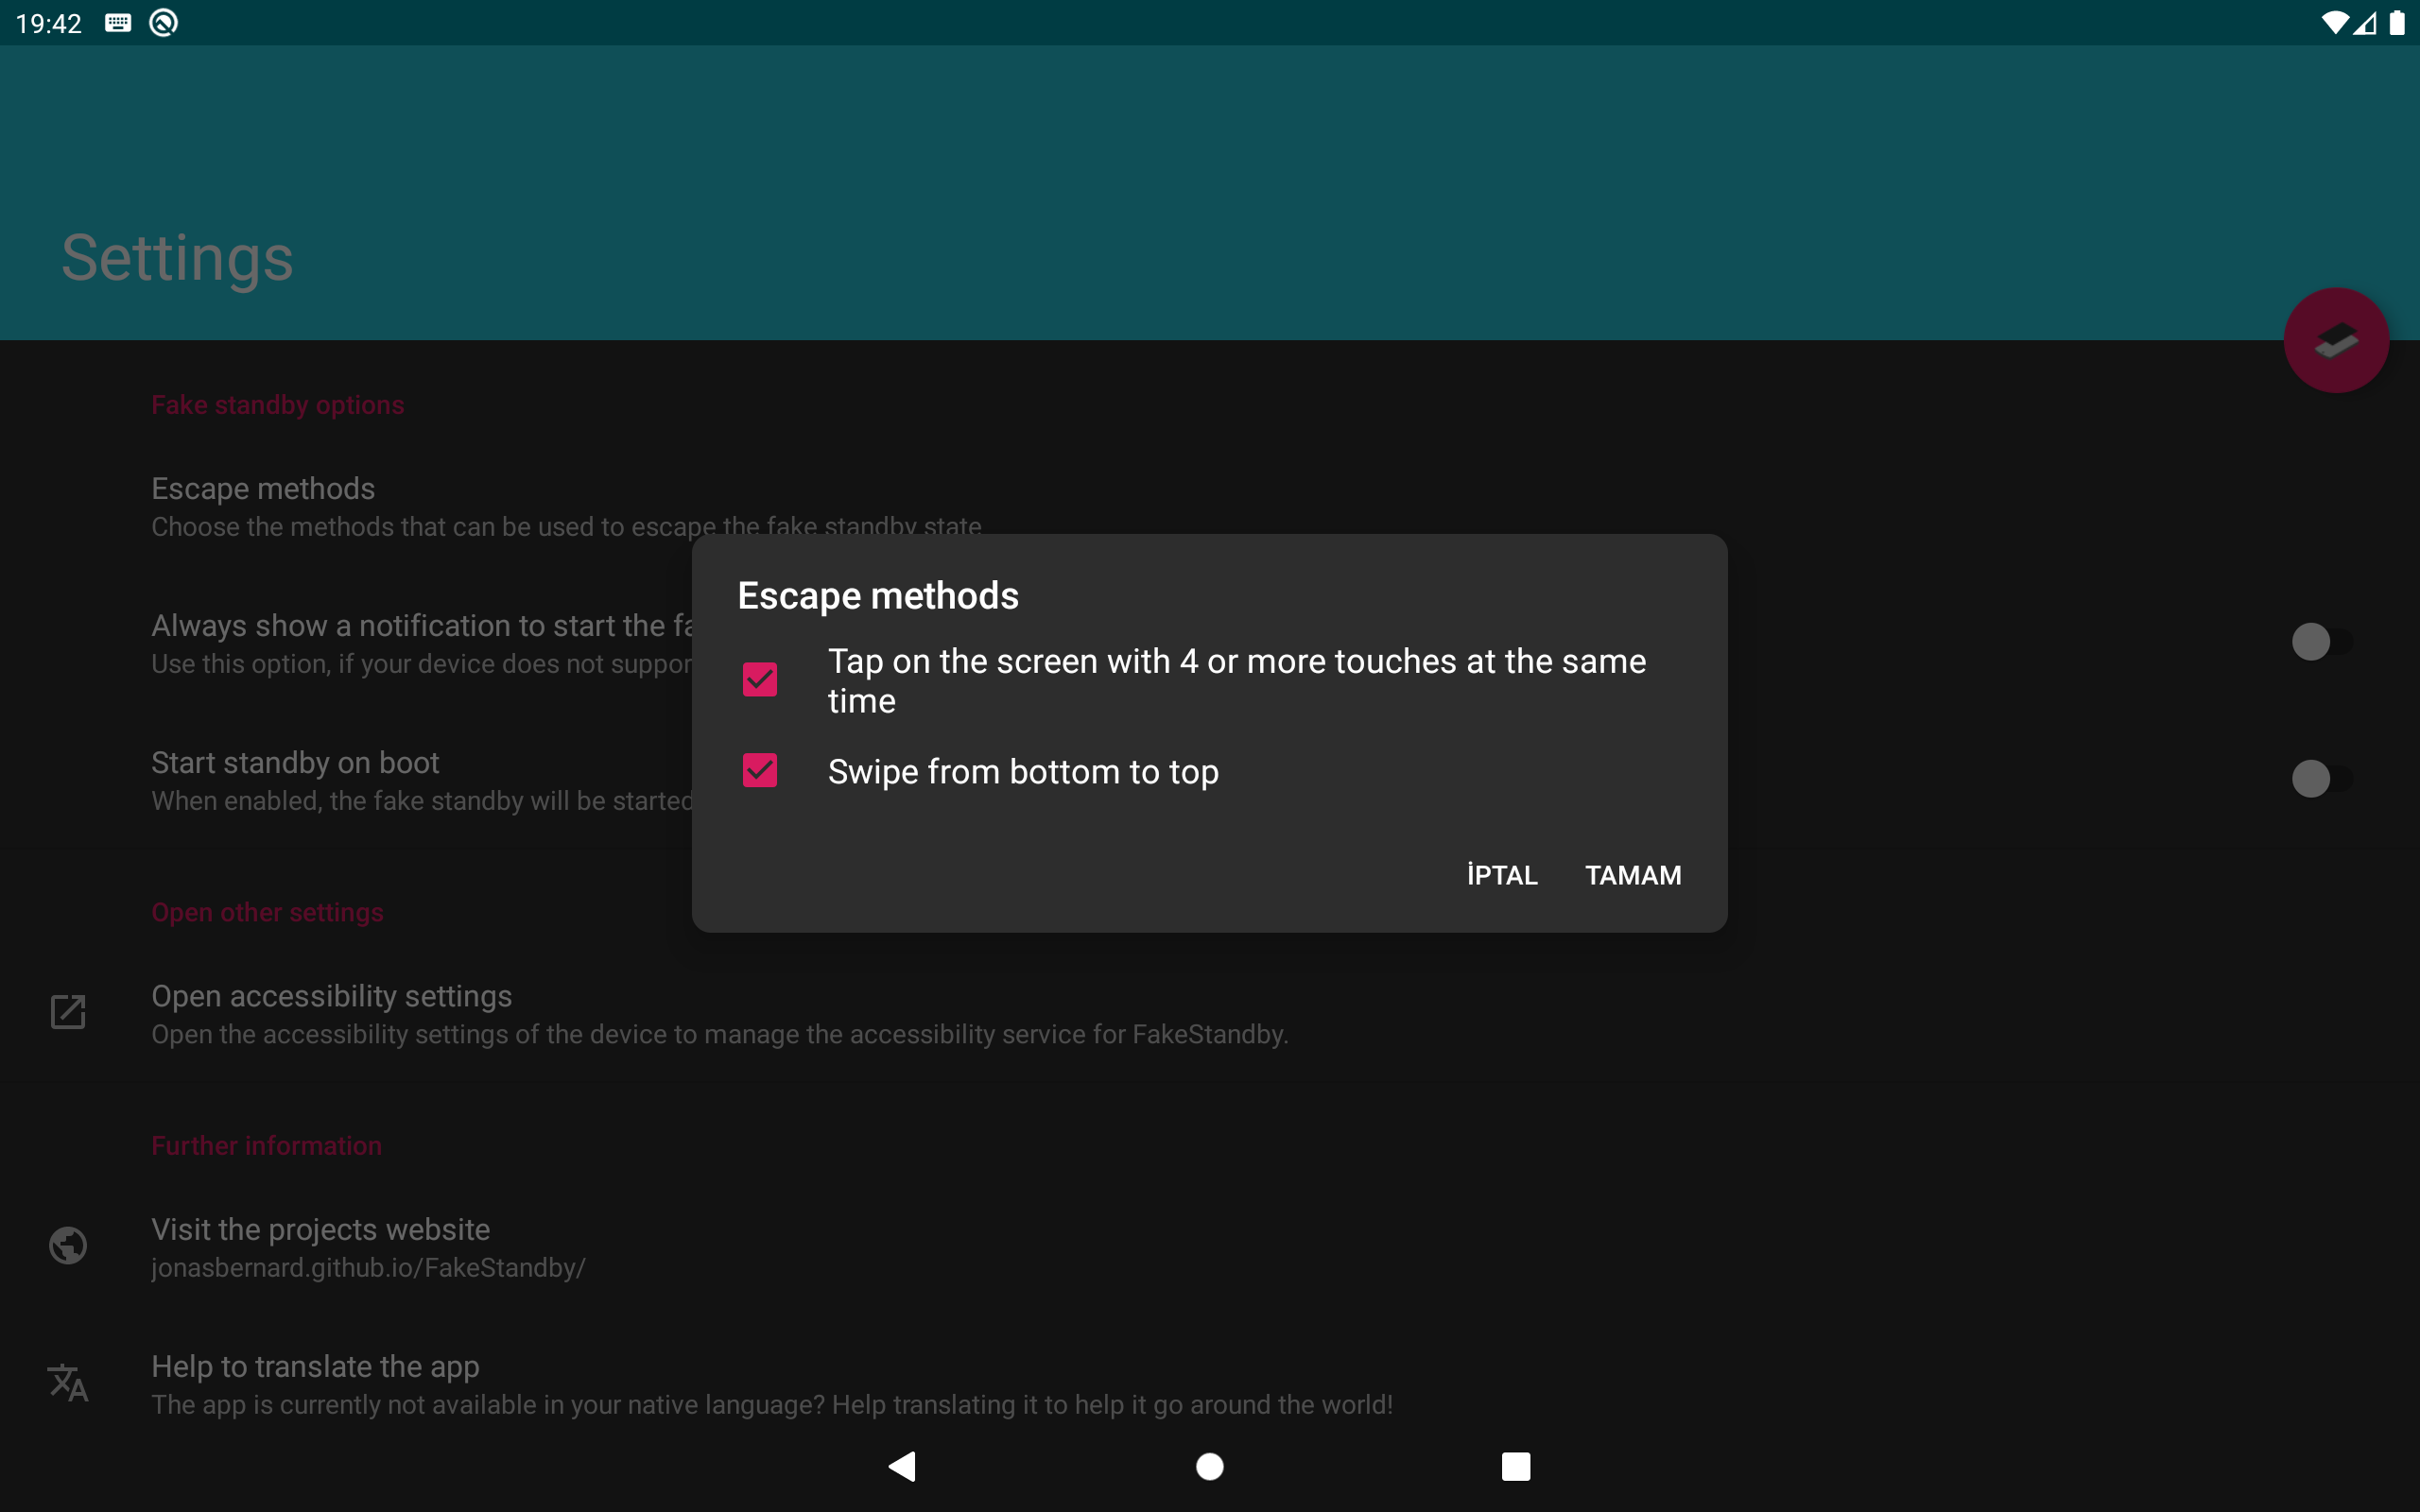 19:42
Settings
Fake standby options
Escape methods
Choose the methods that can be used to escape the fake standby state
Escape methods
Always show a notification to start the fa
Use this option, if your device does not suppor
Tap on the screen with 4 or more touches at the same
time
Start standby on boot
When enabled, the fake standby will be started
Swipe from bottom to top
İPTAL TAMAM
Open other settings
Open accessibility settings
Open the accessibility settings of the device to manage the accessibility service for FakeStandby.
Further information
Visit the projects website
jonasbernard.github.io/FakeStandby/
Help to translate the app
The app is currently not available in your native language? Help translating it to help it go around the world!